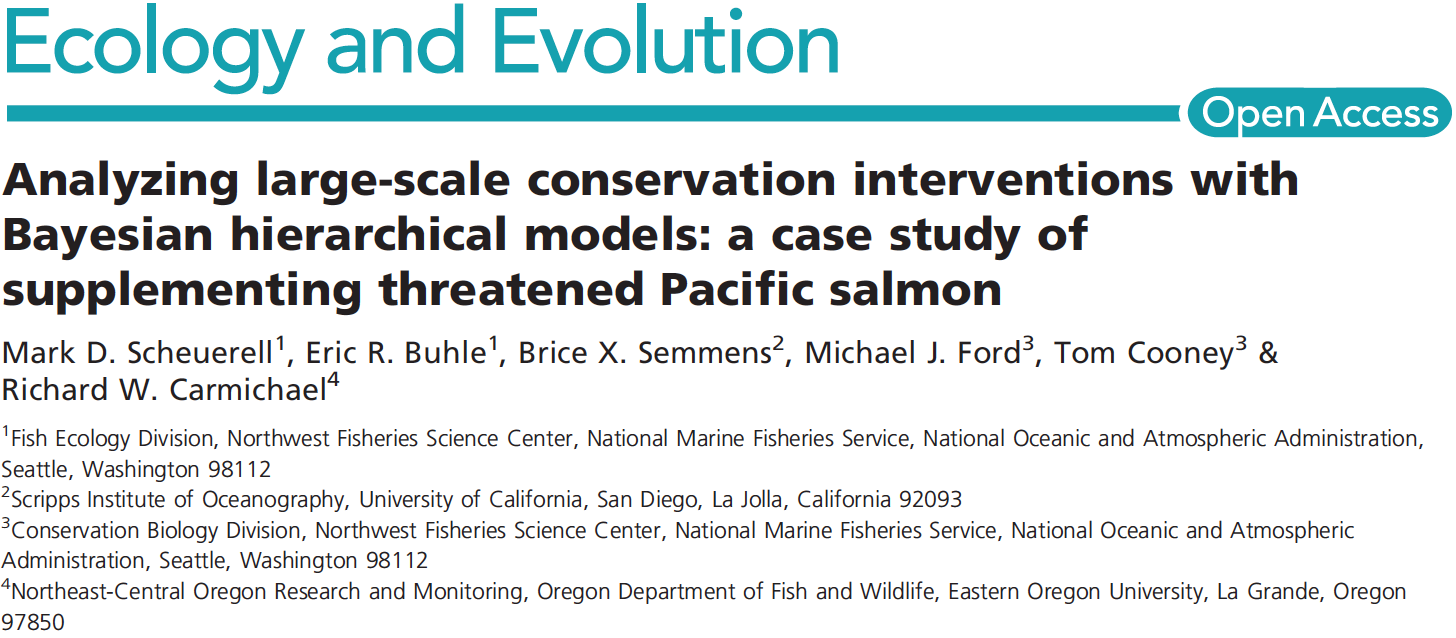 Ecology and Evolution
Open Access
Analyzing large-scale conservation interventions with
Bayesian hierarchical models: a case study of
supplementing threatened Pacific salmon
Mark D. Scheuerell1, Eric R. Buhle1, Brice X. Semmens2, Michael J. Ford3, Tom Cooney3 &
Richard W. Carmichael4
1Fish Ecology Division, Northwest Fisheries Science Center, National Marine Fisheries Service, National Oceanic and Atmospheric Administration,
Seattle, Washington 98112
2Scripps Institute of Oceanography, University of California, San Diego, La Jolla, California 92093
3Conservation Biology Division, Northwest Fisheries Science Center, National Marine Fisheries Service, National Oceanic and Atmospheric
Administration, Seattle, Washington 98112
4Northeast-Central Oregon Research and Monitoring, Oregon Department of Fish and Wildlife, Eastern Oregon University, La Grande, Oregon
97850